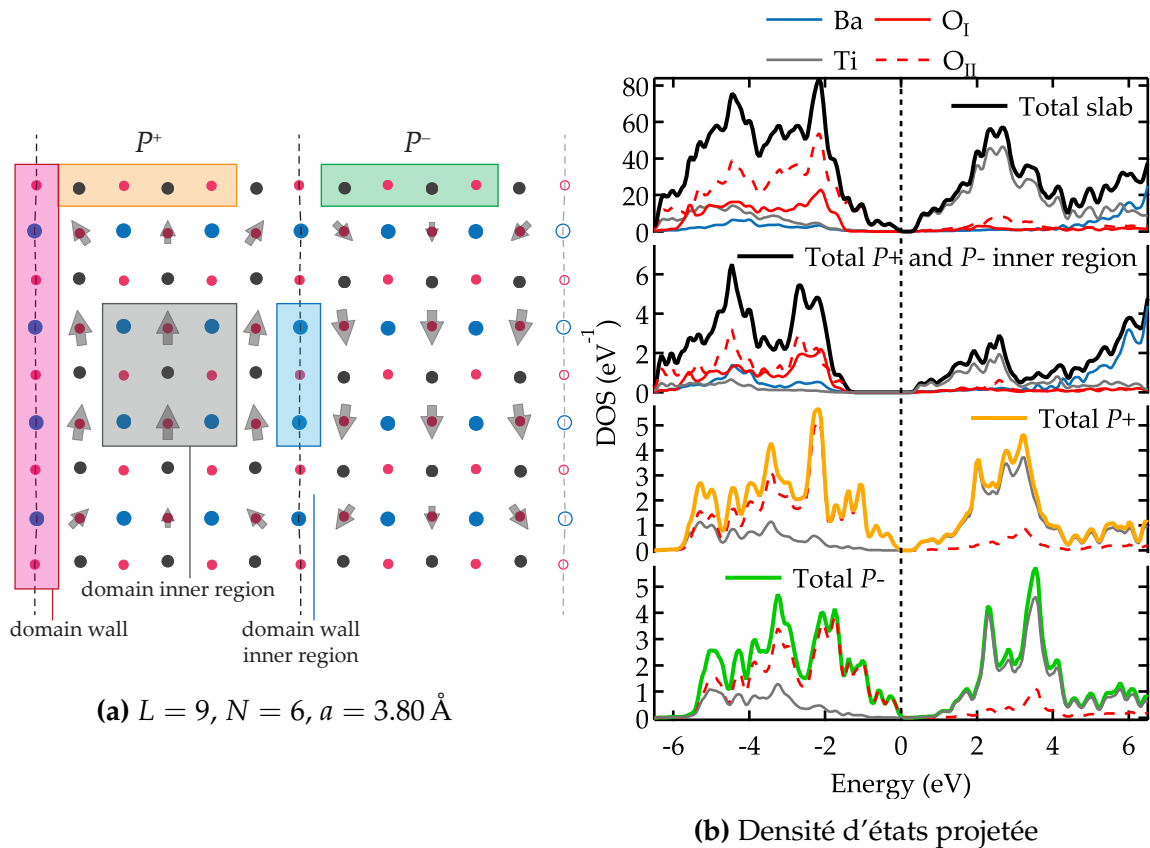 P+ P−
domain inner region
domain wall
domain wall
inner region
(a) L = 9, N = 6, a = 3.80 Å
Ba O_I
Ti O_II
80
60
40
20
0
Total slab
6
4
2
0
Total P+ and P- inner region
5
4
3
2
1
0
Total P+
5
4
3
2
1
0
Total P-
DOS (eV⁻¹)
-6 -4 -2 0 2 4 6
Energy (eV)
(b) Densité d'états projetée